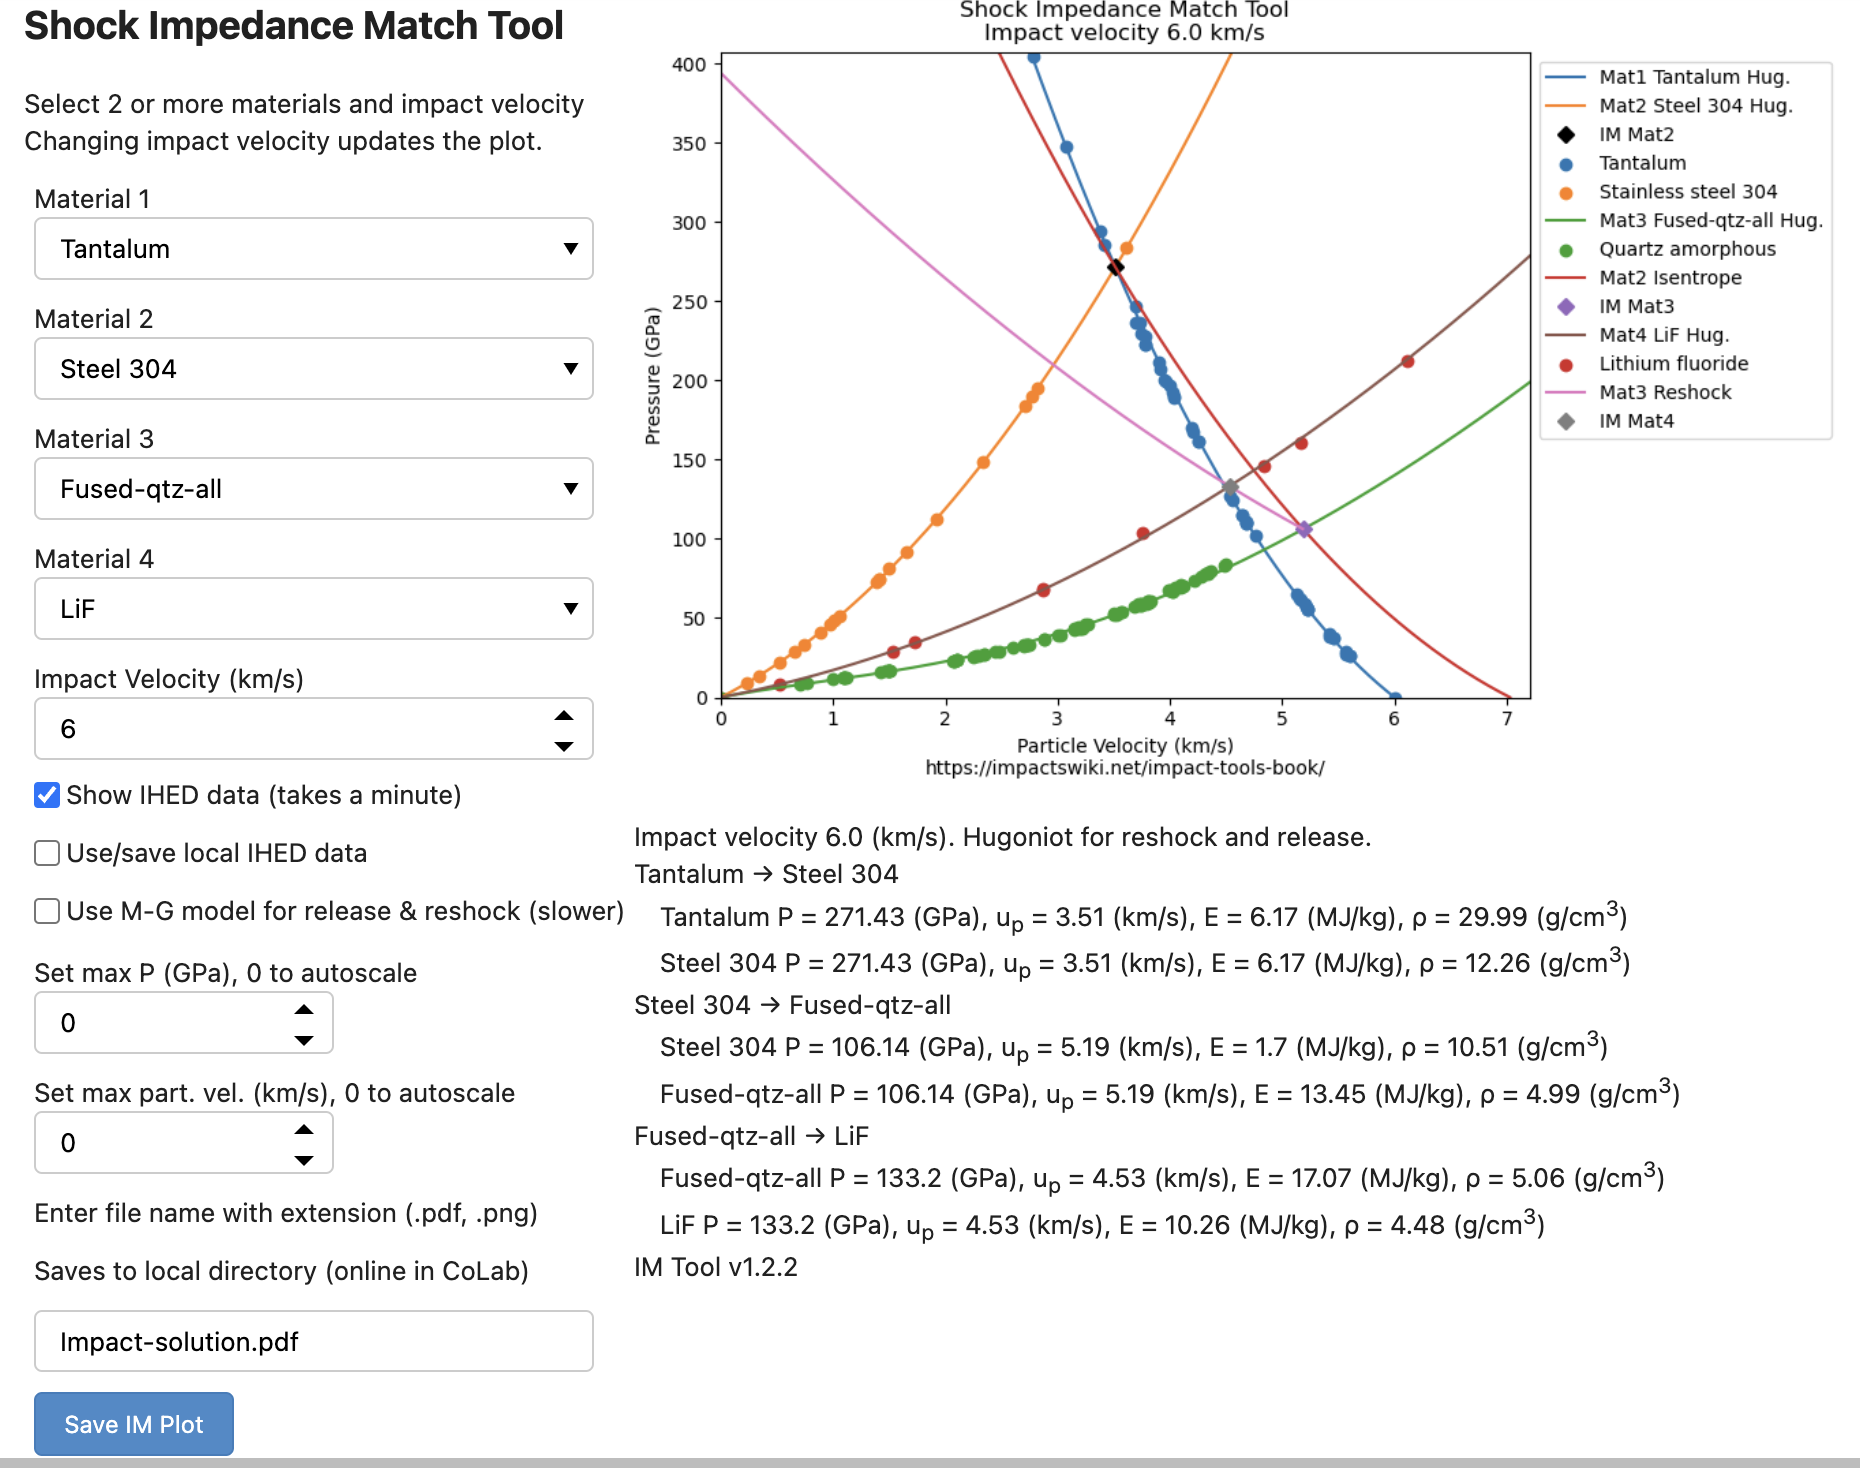 Shock Impedance Match Tool
Select 2 or more materials and impact velocity
Changing impact velocity updates the plot.
Material 1
Tantalum
Material 2
Steel 304
Material 3
Fused-qtz-all
Material 4
LiF
Impact Velocity (km/s)
6
Show IHED data (takes a minute)
Use/save local IHED data
Use M-G model for release & reshock (slower)
Set max P (GPa), 0 to autoscale
0
Set max part. vel. (km/s), 0 to autoscale
0
Enter file name with extension (.pdf, .png)
Saves to local directory (online in CoLab)
Impact-solution.pdf
Save IM Plot
Shock Impedance Match Tool
Impact velocity 6.0 km/s
Pressure (GPa)
400
350
300
250
200
150
100
50
0
0 1 2 3 4 5 6 7
Particle Velocity (km/s)
https://impactswiki.net/impact-tools-book/
Mat1 Tantalum Hug.
Mat2 Steel 304 Hug.
IM Mat2
Tantalum
Stainless steel 304
Mat3 Fused-qtz-all Hug.
Quartz amorphous
Mat2 Isentrope
IM Mat3
Mat4 LiF Hug.
Lithium fluoride
Mat3 Reshock
IM Mat4
Impact velocity 6.0 (km/s). Hugoniot for reshock and release.
Tantalum → Steel 304
Tantalum P = 271.43 (GPa), u_p = 3.51 (km/s), E = 6.17 (MJ/kg), ρ = 29.99 (g/cm³)
Steel 304 P = 271.43 (GPa), u_p = 3.51 (km/s), E = 6.17 (MJ/kg), ρ = 12.26 (g/cm³)
Steel 304 → Fused-qtz-all
Steel 304 P = 106.14 (GPa), u_p = 5.19 (km/s), E = 1.7 (MJ/kg), ρ = 10.51 (g/cm³)
Fused-qtz-all P = 106.14 (GPa), u_p = 5.19 (km/s), E = 13.45 (MJ/kg), ρ = 4.99 (g/cm³)
Fused-qtz-all → LiF
Fused-qtz-all P = 133.2 (GPa), u_p = 4.53 (km/s), E = 17.07 (MJ/kg), ρ = 5.06 (g/cm³)
LiF P = 133.2 (GPa), u_p = 4.53 (km/s), E = 10.26 (MJ/kg), ρ = 4.48 (g/cm³)
IM Tool v1.2.2